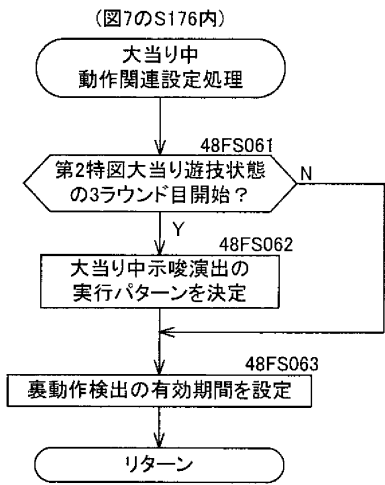 (図7のS176内)
大当り中
動作関連設定処理
48FS061
第2特図大当り遊技状態
の3ラウンド目開始?
N
Y
48FS062
大当り中示唆演出の
実行パターンを決定
48FS063
裏動作検出の有効期間を設定
リターン